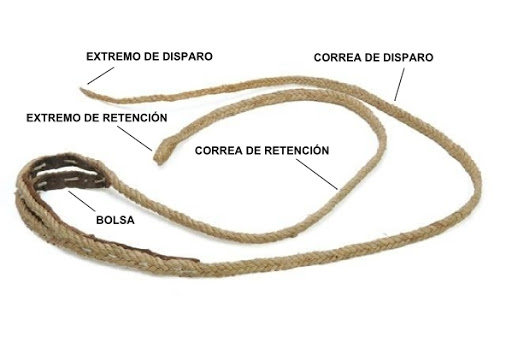 EXTREMO DE DISPARO
CORREA DE DISPARO
EXTREMO DE RETENCIÓN
CORREA DE RETENCIÓN
BOLSA